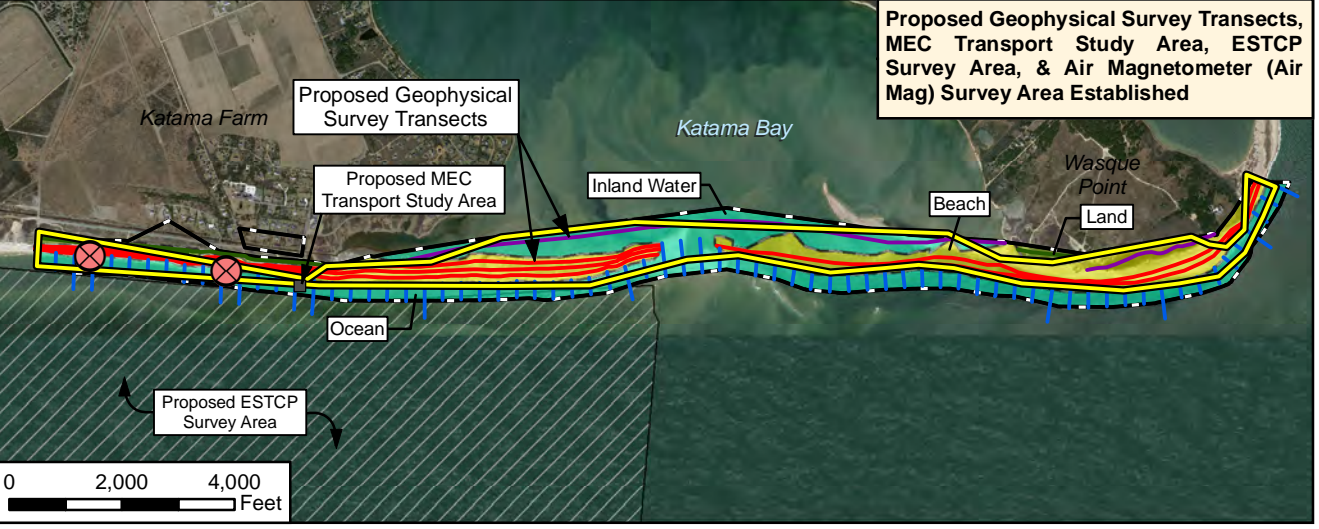 Proposed Geophysical Survey Transects,
MEC Transport Study Area, ESTCP
Survey Area, & Air Magnetometer (Air
Mag) Survey Area Established
Katama Farm
Proposed Geophysical
Survey Transects
Katama Bay
Wasque
Point
Proposed MEC
Transport Study Area
Inland Water
Beach
Land
Ocean
Proposed ESTCP
Survey Area
0 2,000 4,000
Feet